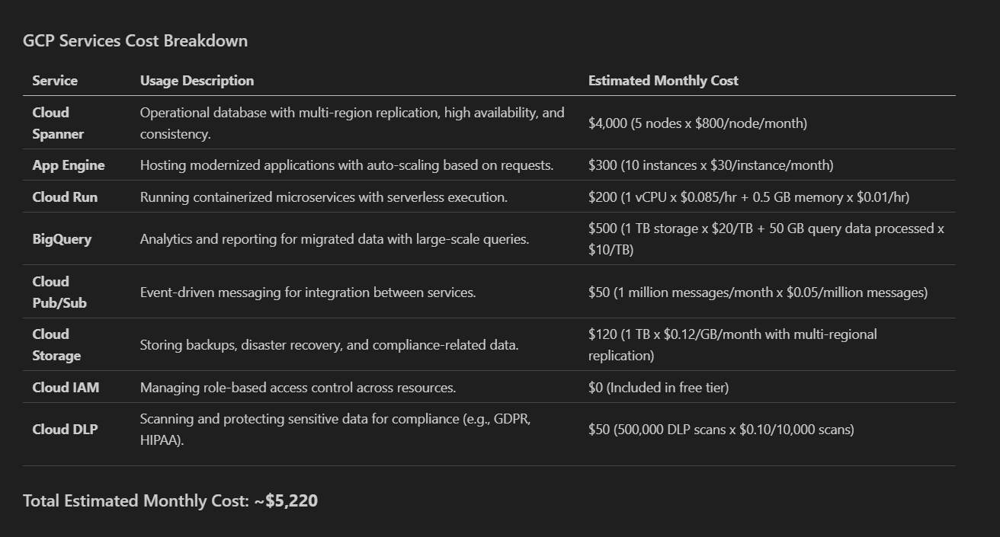 GCP Services Cost Breakdown
Service Usage Description Estimated Monthly Cost
Cloud Spanner
Operational database with multi-region replication, high availability, and
consistency.
$4,000 (5 nodes x $800/node/month)
App Engine Hosting modernized applications with auto-scaling based on requests. $300 (10 instances x $30/instance/month)
Cloud Run Running containerized microservices with serverless execution. $200 (1 vCPU x $0.085/hr + 0.5 GB memory x $0.01/hr)
BigQuery Analytics and reporting for migrated data with large-scale queries.
$500 (1 TB storage x $20/TB + 50 GB query data processed x
$10/TB)
Cloud
Pub/Sub
Event-driven messaging for integration between services. $50 (1 million messages/month x $0.05/million messages)
Cloud
Storage
Storing backups, disaster recovery, and compliance-related data.
$120 (1 TB x $0.12/GB/month with multi-regional
replication)
Cloud IAM Managing role-based access control across resources. $0 (Included in free tier)
Cloud DLP
Scanning and protecting sensitive data for compliance (e.g., GDPR,
HIPAA).
$50 (500,000 DLP scans x $0.10/10,000 scans)
Total Estimated Monthly Cost: ~$5,220